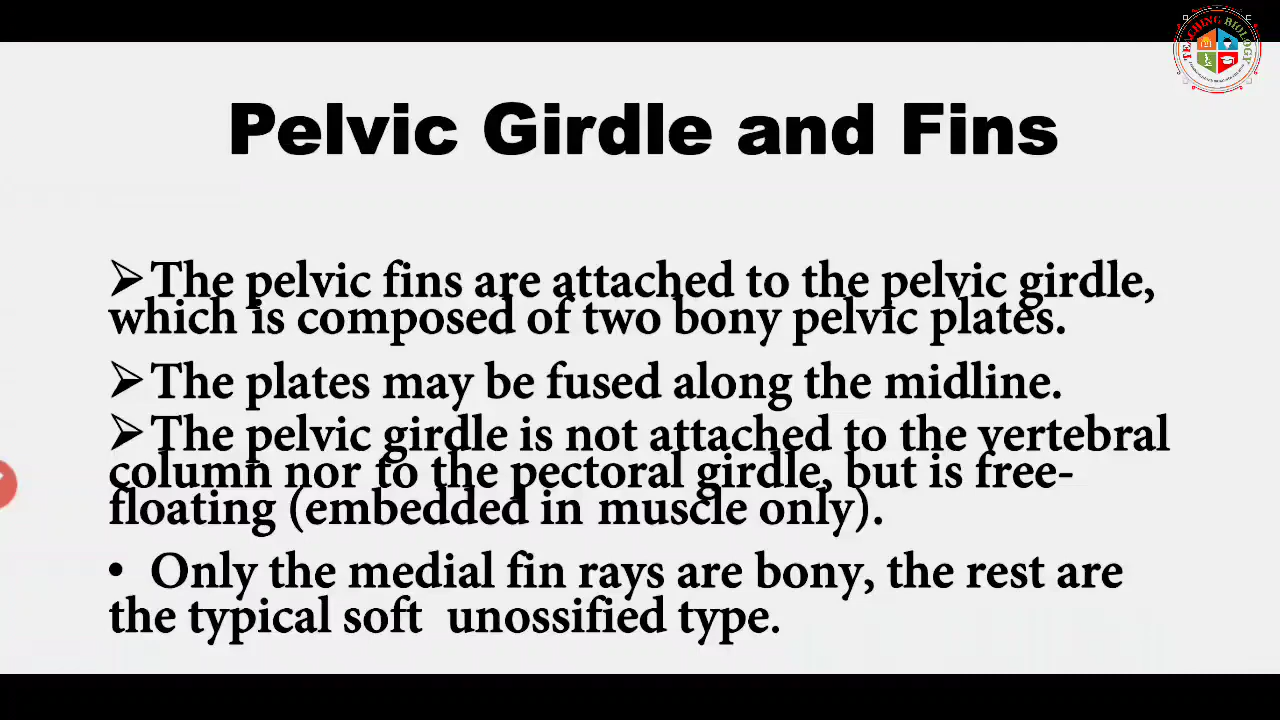 TEACHING BIOLOGY
Pelvic Girdle and Fins
➢The pelvic fins are attached to the pelvic girdle,
which is composed of two bony pelvic plates.
➢The plates may be fused along the midline.
➢The pelvic girdle is not attached to the vertebral
column nor to the pectoral girdle, but is free-
floating (embedded in muscle only).
• Only the medial fin rays are bony, the rest are
the typical soft unossified type.